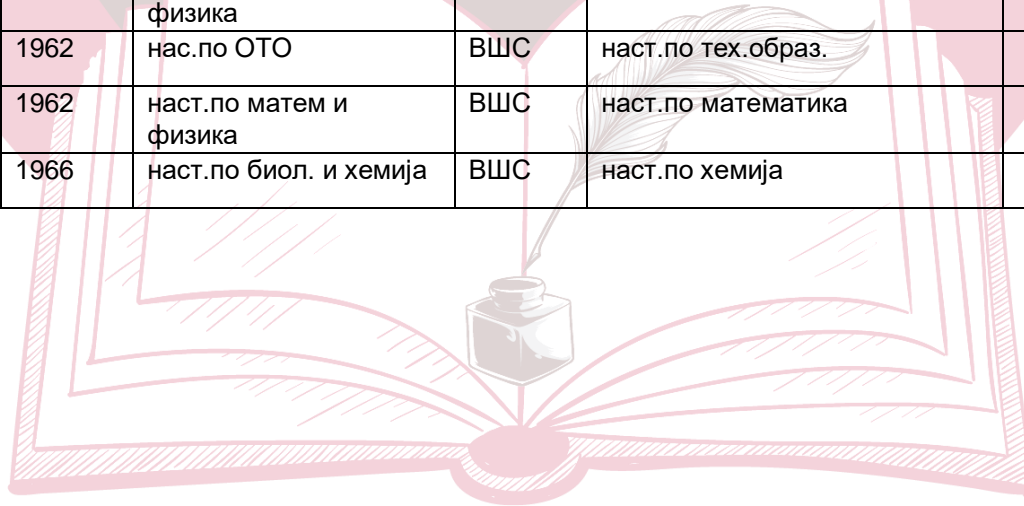 физика
1962 нас.по ОТО ВШС наст.по тех.образ.
1962 наст.по матем и ВШС наст.по математика
физика
1966 наст.по биол. и хемија ВШС наст.по хемија